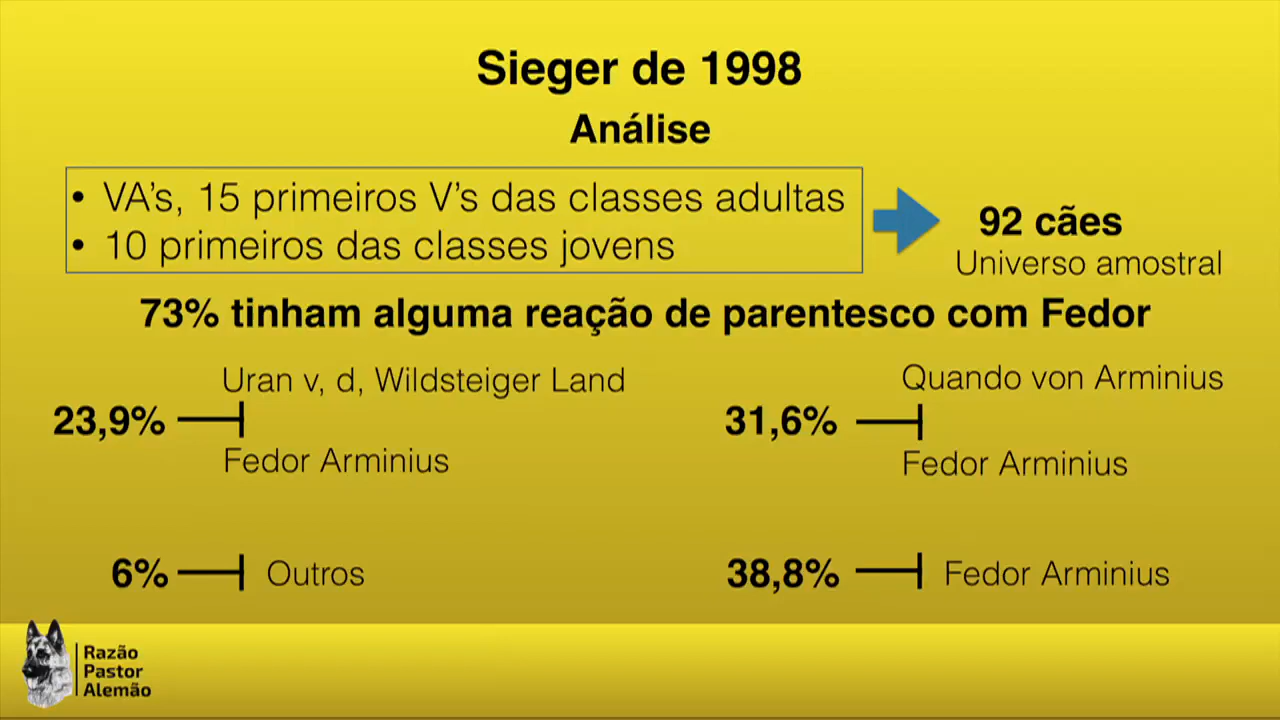 Sieger de 1998
Análise
• VA's, 15 primeiros V's das classes adultas
• 10 primeiros das classes jovens
92 cães
Universo amostral
73% tinham alguma reação de parentesco com Fedor
Uran v, d, Wildsteiger Land
23,9%
Fedor Arminius
Quando von Arminius
31,6%
Fedor Arminius
6% Outros
38,8% Fedor Arminius
Razão
Pastor
Alemão